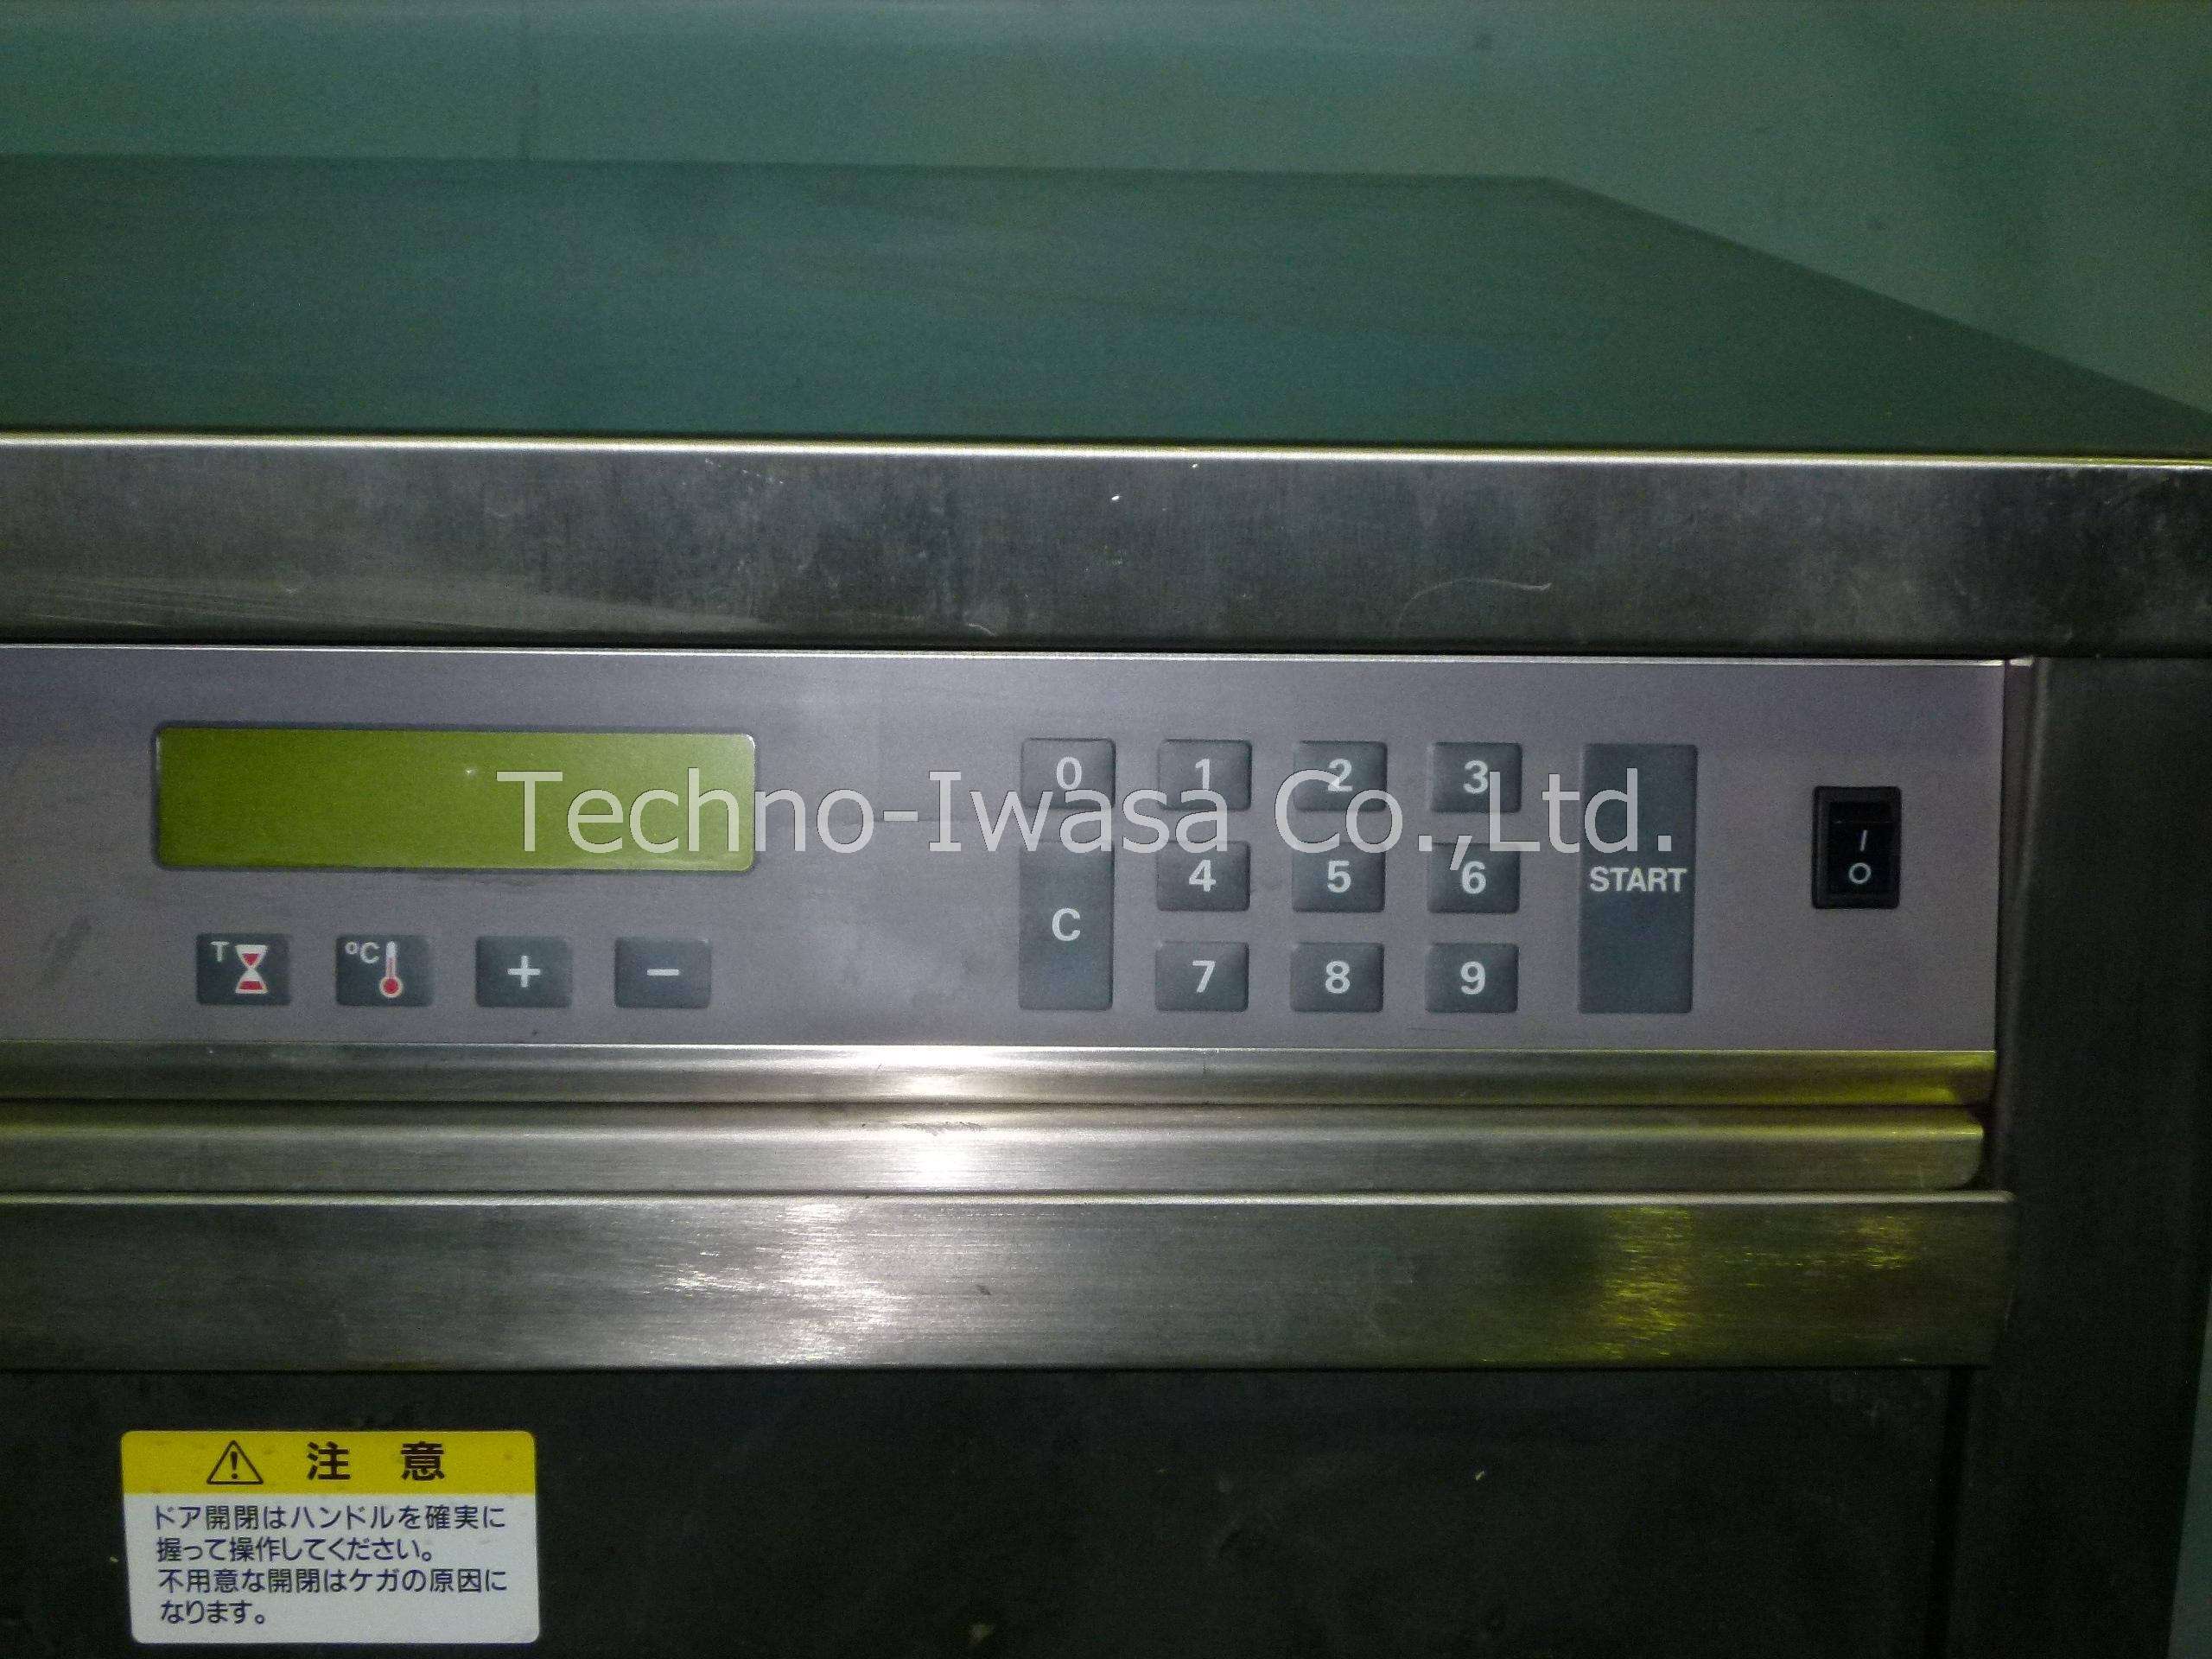 Techno-Iwasa Co.,Ltd.
0 1 2 3
4 5 6
START
C
7 8 9
I
O
T °C + −
注 意
ドア開閉はハンドルを確実に
握って操作してください。
不用意な開閉はケガの原因に
なります。